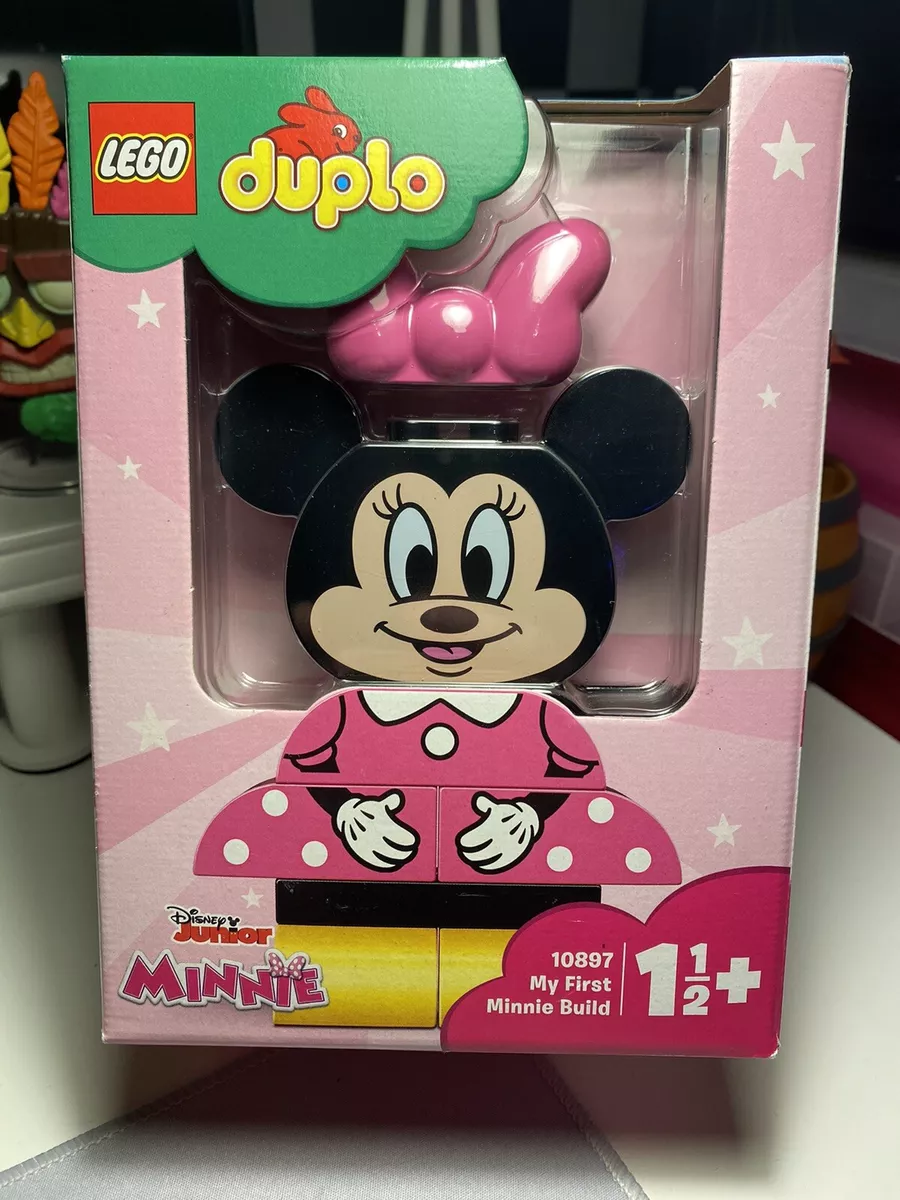 LEGO
duplo
Disney
Junior
MINNIE
10897
My First
Minnie Build
1½+